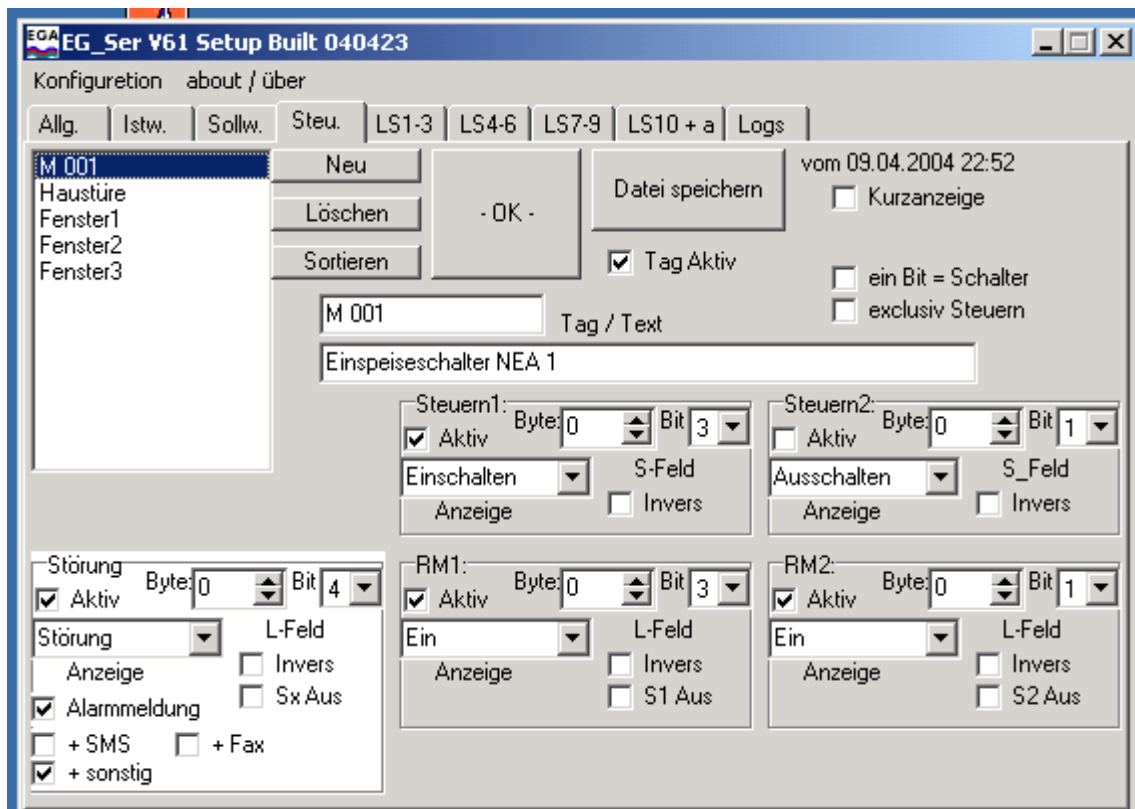 EGA EG_Ser V61 Setup Built 040423
Konfiguretion about / über
Allg. Istw. Sollw. Steu. LS1-3 LS4-6 LS7-9 LS10 + a Logs
M 001
Haustüre
Fenster1
Fenster2
Fenster3
Neu
Löschen
Sortieren
- OK -
Datei speichern
vom 09.04.2004 22:52
Kurzanzeige
Tag Aktiv
ein Bit = Schalter
exclusiv Steuern
M 001 Tag / Text
Einspeiseschalter NEA 1
Steuern1:
Aktiv Byte: 0 Bit 3
Einschalten S-Feld
Anzeige Invers
Steuern2:
Aktiv Byte: 0 Bit 1
Ausschalten S_Feld
Anzeige Invers
Störung
Aktiv Byte: 0 Bit 4
Störung L-Feld
Anzeige Invers
Alarmmeldung Sx Aus
+ SMS + Fax
+ sonstig
RM1:
Aktiv Byte: 0 Bit 3
Ein L-Feld
Anzeige Invers
S1 Aus
RM2:
Aktiv Byte: 0 Bit 1
Ein L-Feld
Anzeige Invers
S2 Aus